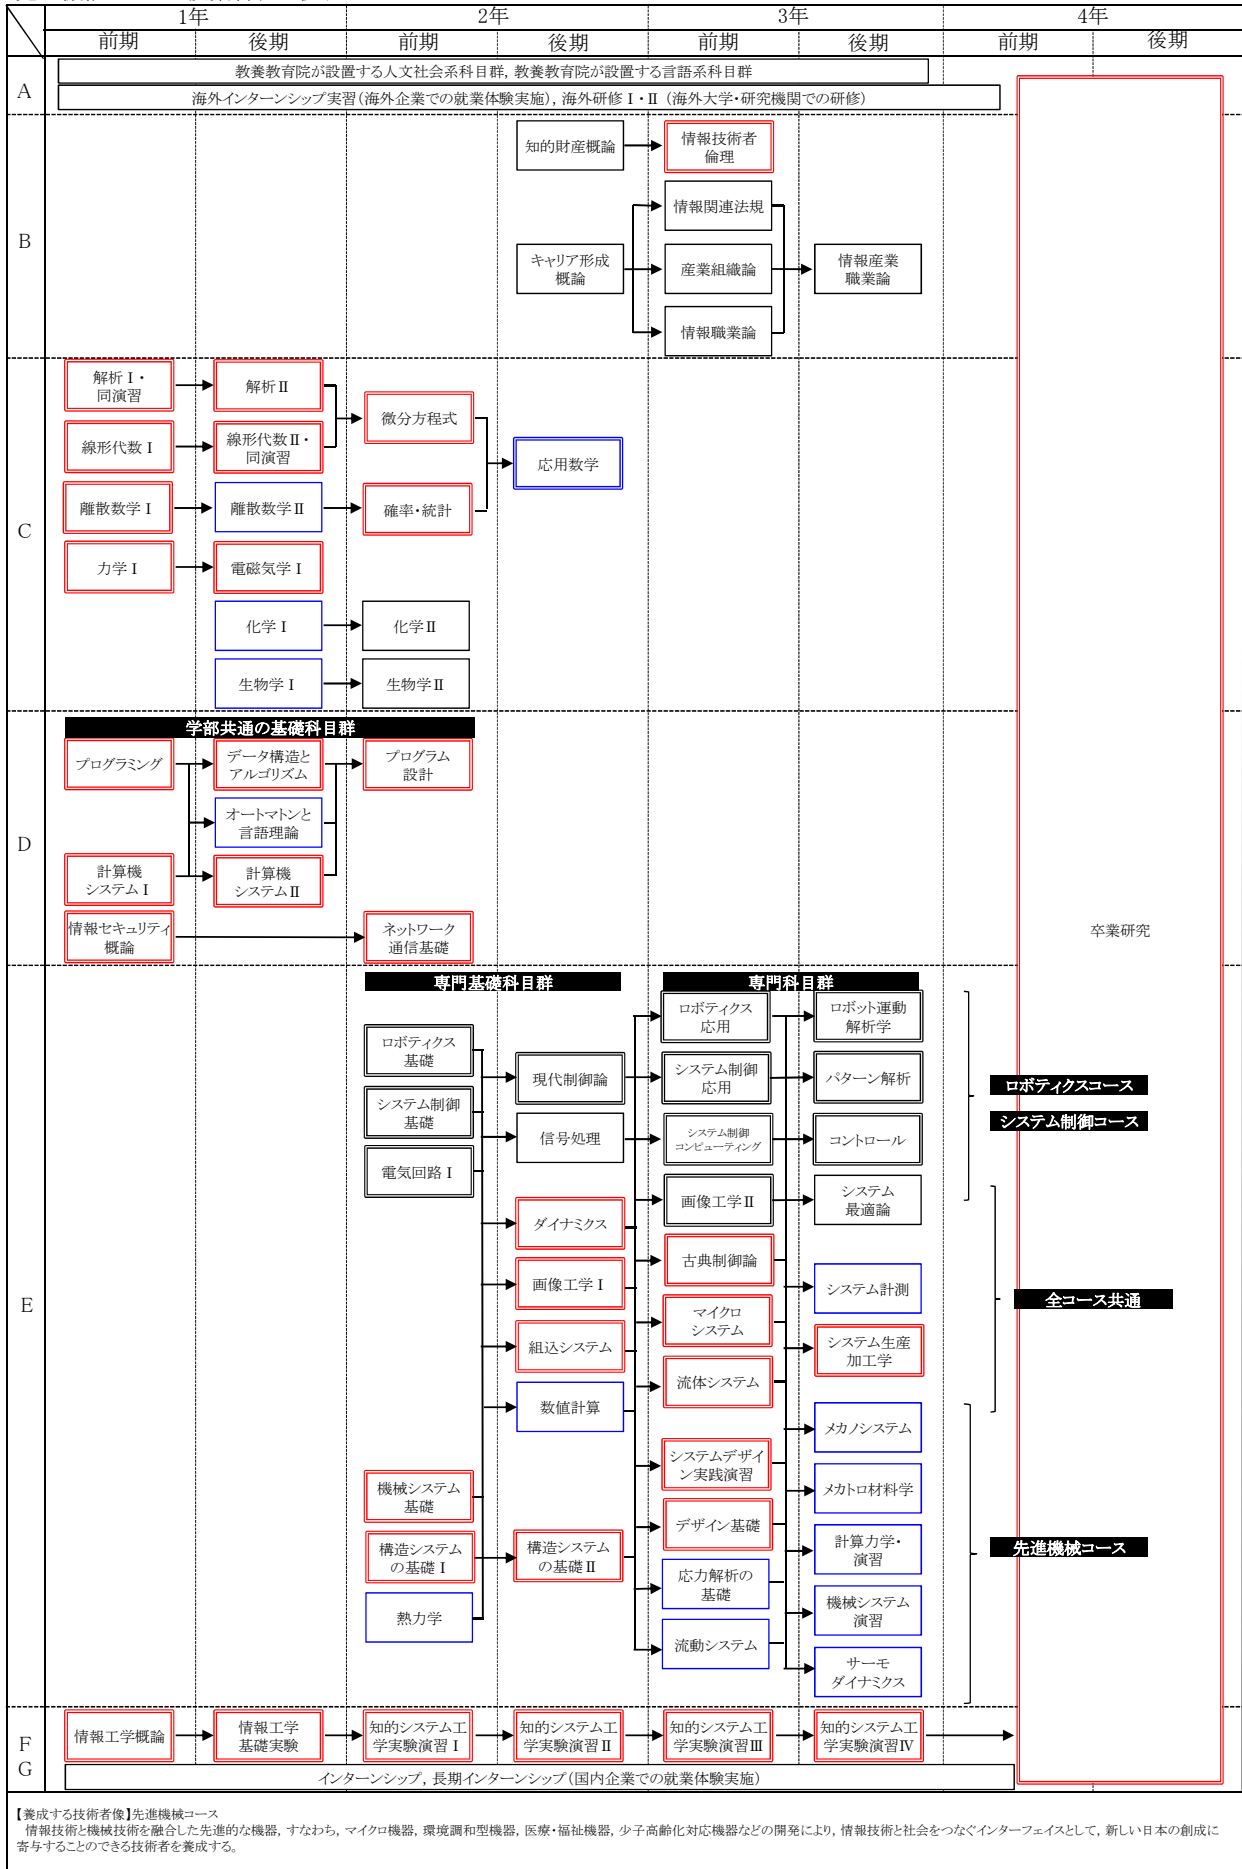 1年 2年 3年 4年
前期 後期 前期 後期 前期 後期 前期 後期
A
教養教育院が設置する人文社会系科目群, 教養教育院が設置する言語系科目群
海外インターンシップ実習(海外企業での就業体験実施), 海外研修Ⅰ・Ⅱ (海外大学・研究機関での研修)
B
知的財産概論
情報技術者
倫理
情報関連法規
キャリア形成
概論
産業組織論
情報産業
職業論
情報職業論
C
解析Ⅰ・
同演習
解析Ⅱ
微分方程式
線形代数Ⅰ
線形代数Ⅱ・
同演習
応用数学
離散数学Ⅰ
離散数学Ⅱ
確率・統計
力学Ⅰ
電磁気学Ⅰ
化学Ⅰ
化学Ⅱ
生物学Ⅰ
生物学Ⅱ
D
学部共通の基礎科目群
プログラミング
データ構造と
アルゴリズム
プログラム
設計
オートマトンと
言語理論
計算機
システムⅠ
計算機
システムⅡ
情報セキュリティ
概論
ネットワーク
通信基礎
卒業研究
E
専門基礎科目群
専門科目群
ロボティクス
基礎
システム制御
基礎
電気回路Ⅰ
機械システム
基礎
構造システム
の基礎Ⅰ
熱力学
現代制御論
信号処理
ダイナミクス
画像工学Ⅰ
組込システム
数値計算
構造システム
の基礎Ⅱ
ロボティクス
応用
システム制御
応用
システム制御
コンピューティング
画像工学Ⅱ
古典制御論
マイクロ
システム
流体システム
システムデザイ
ン実践演習
デザイン基礎
応力解析の
基礎
流動システム
ロボット運動
解析学
パターン解析
コントロール
システム
最適論
システム計測
システム生産
加工学
メカノシステム
メカトロ材料学
計算力学・
演習
機械システム
演習
サーモ
ダイナミクス
ロボティクスコース
システム制御コース
全コース共通
先進機械コース
F
G
情報工学概論
情報工学
基礎実験
知的システム工
学実験演習Ⅰ
知的システム工
学実験演習Ⅱ
知的システム工
学実験演習Ⅲ
知的システム工
学実験演習Ⅳ
インターンシップ, 長期インターンシップ(国内企業での就業体験実施)
【養成する技術者像】先進機械コース
情報技術と機械技術を融合した先進的な機器, すなわち, マイクロ機器, 環境調和型機器, 医療・福祉機器, 少子高齢化対応機器などの開発により, 情報技術と社会をつなぐインターフェイスとして, 新しい日本の創成に
寄与することのできる技術者を養成する。